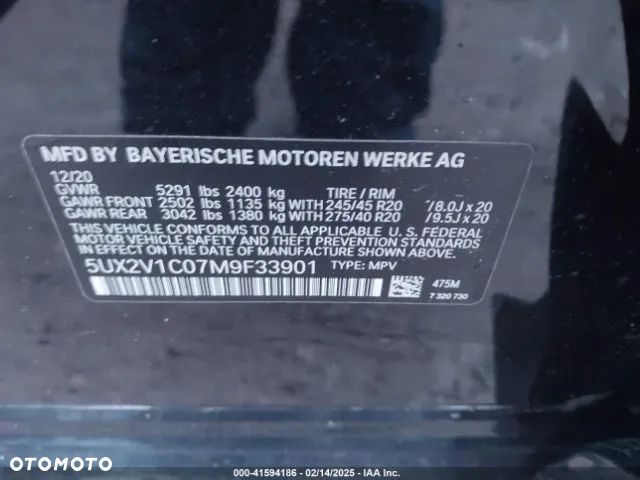 MFD BY BAYERISCHE MOTOREN WERKE AG
12/20
GVWR 5291 lbs 2400 kg TIRE / RIM
GAWR FRONT 2502 lbs 1135 kg WITH 245/45 R20 /8.0J x 20
GAWR REAR 3042 lbs 1380 kg WITH 275/40 R20 /9.5J x 20
THIS VEHICLE CONFORMS TO ALL APPLICABLE U. S. FEDERAL
MOTOR VEHICLE SAFETY STANDARDS IN EFFECT ON THE DATE OF
MANUFACTURE SHOWN ABOVE.
5UX2V1C07M9F33901 TYPE: MPV
475M
7 320 730
OTOMOTO
000-41594186 - 02/14/2025 - IAA Inc.